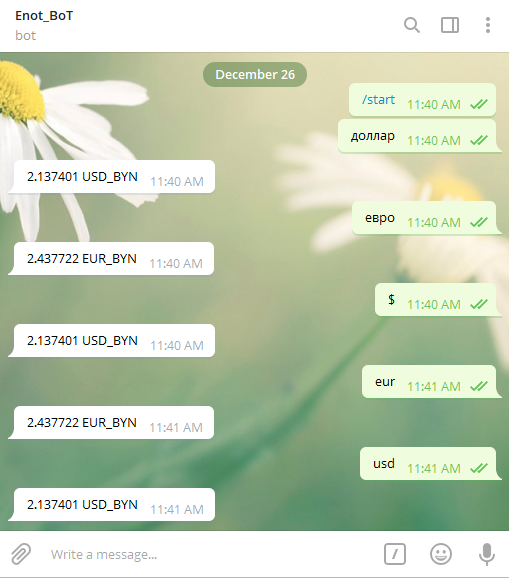 Enot_BoT
bot
December 26
/start 11:40 AM
доллар 11:40 AM
2.137401 USD_BYN 11:40 AM
евро 11:40 AM
2.437722 EUR_BYN 11:40 AM
$ 11:40 AM
2.137401 USD_BYN 11:40 AM
eur 11:41 AM
2.437722 EUR_BYN 11:41 AM
usd 11:41 AM
2.137401 USD_BYN 11:41 AM
Write a message...